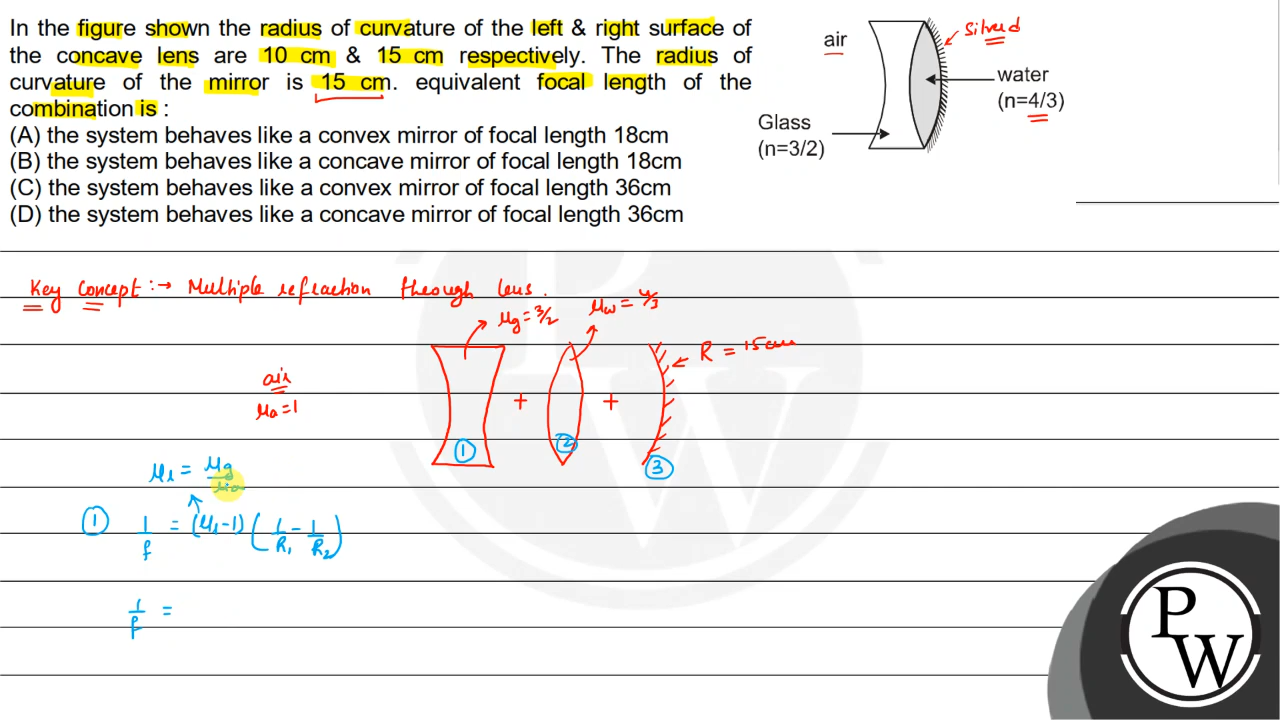 In the figure shown the radius of curvature of the left & right surface of
the concave lens are 10 cm & 15 cm respectively. The radius of
curvature of the mirror is 15 cm. equivalent focal length of the
combination is :
(A) the system behaves like a convex mirror of focal length 18cm
(B) the system behaves like a concave mirror of focal length 18cm
(C) the system behaves like a convex mirror of focal length 36cm
(D) the system behaves like a concave mirror of focal length 36cm
air
silvered
water
(n=4/3)
Glass
(n=3/2)
Key Concept :→ Multiple refraction through lens.
μg = 3/2
μw = 4/3
R = 15cm
air
μa = 1
+
+
1
2
3
μr = μg/μa
1 1/f = (μr-1) (1/R1 - 1/R2)
1/f =
P
W
PW